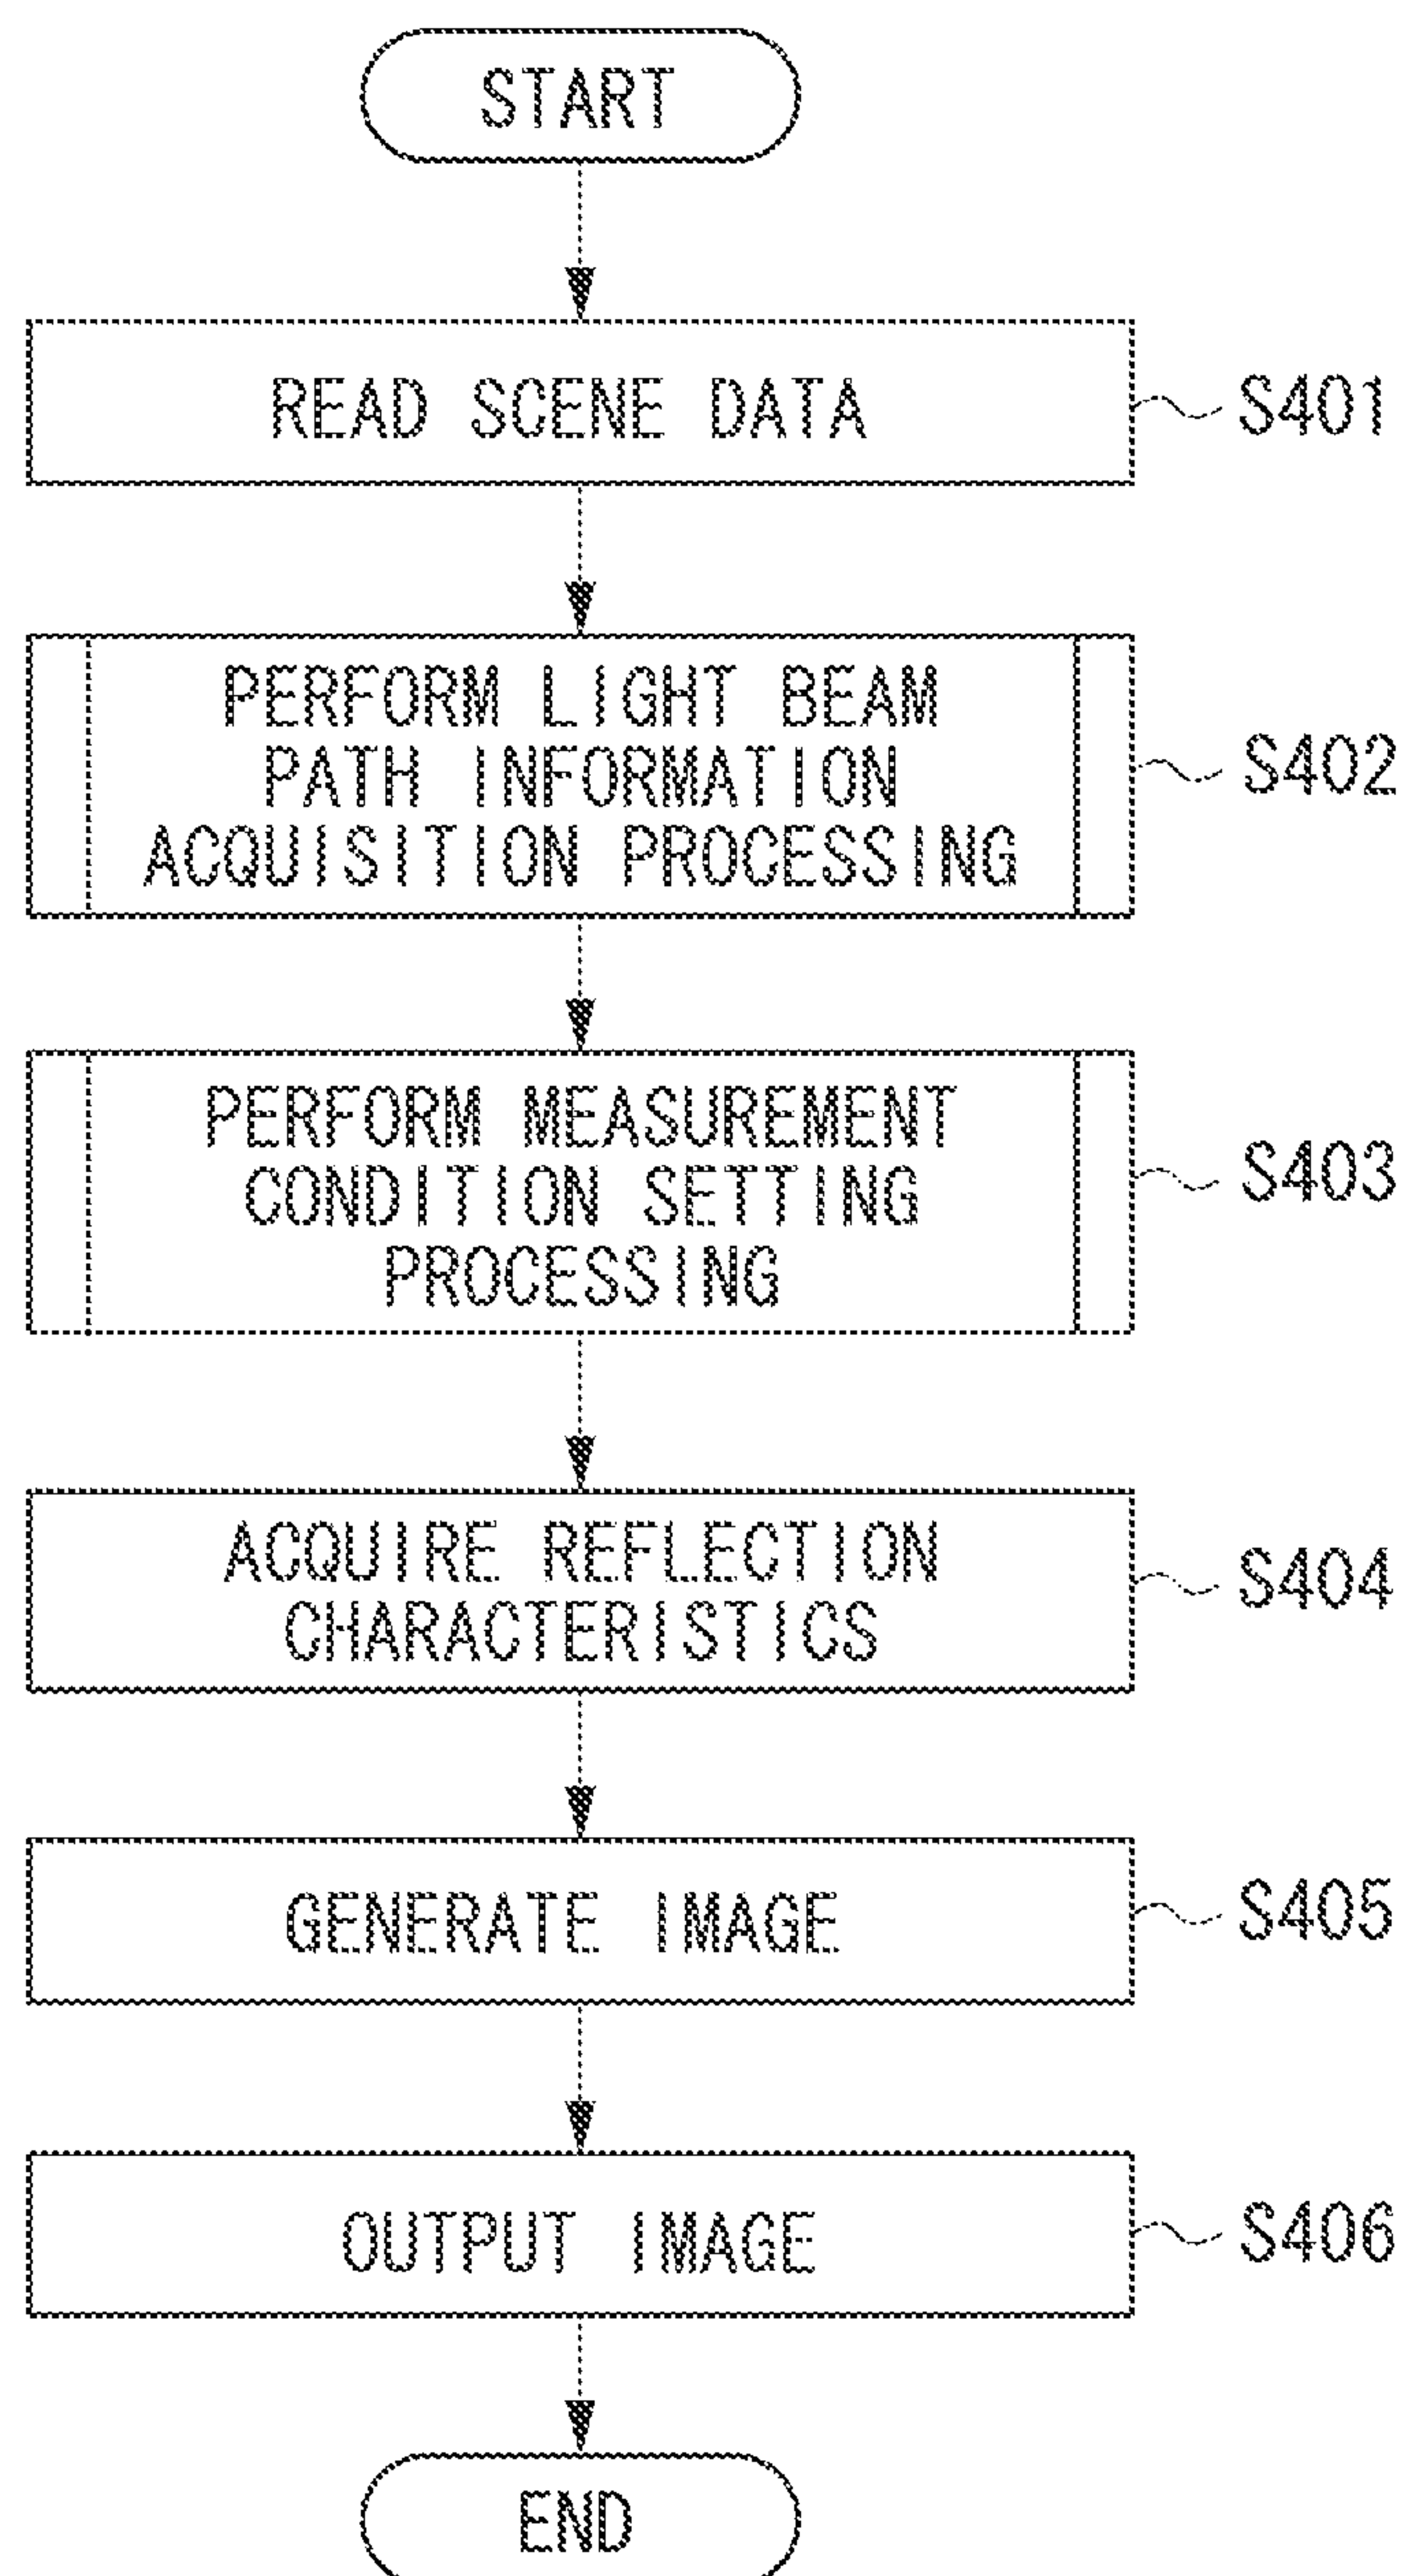 START
READ SCENE DATA
S401
PERFORM LIGHT BEAM
PATH INFORMATION
ACQUISITION PROCESSING
S402
PERFORM MEASUREMENT
CONDITION SETTING
PROCESSING
S403
ACQUIRE REFLECTION
CHARACTERISTICS
S404
GENERATE IMAGE
S405
OUTPUT IMAGE
S406
END